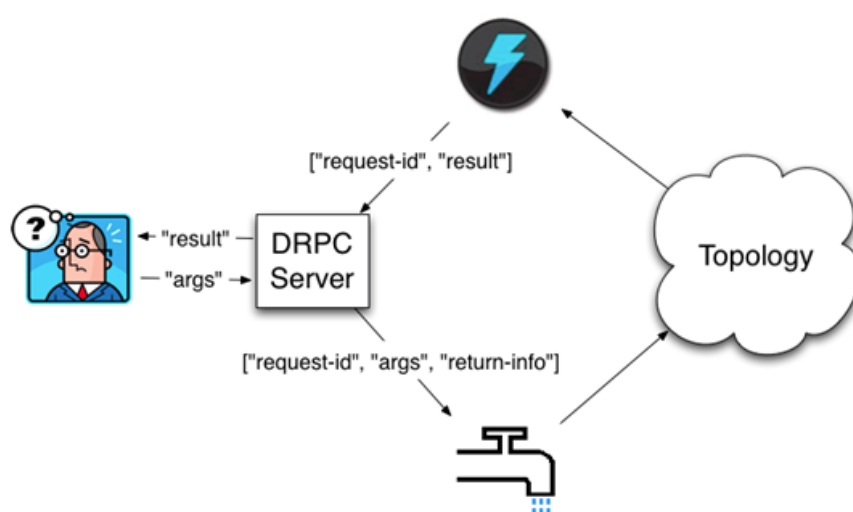 ["request-id", "result"]
?
"result"
DRPC
Server
"args"
Topology
["request-id", "args", "return-info"]